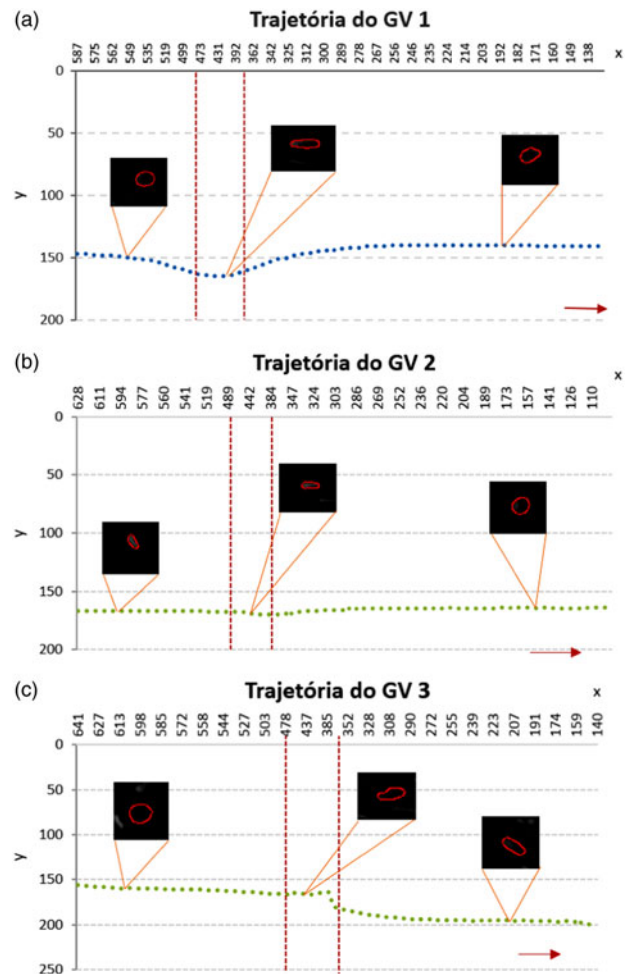 (a)
Trajetória do GV 1
587 575 562 549 535 519 499 473 432 392 362 342 325 312 300 289 278 267 256 246 235 224 214 203 192 182 171 160 149 138 x
0
50
100
150
200
y
(b)
Trajetória do GV 2
x
628 611 594 577 560 541 519 489 442 384 347 324 303 286 269 252 236 220 204 189 173 157 141 126 110
0
50
100
150
200
y
(c)
Trajetória do GV 3
x
641 627 613 598 585 572 558 544 527 503 478 437 385 352 328 308 290 272 255 239 223 207 191 174 159 140
0
50
100
150
200
250
y